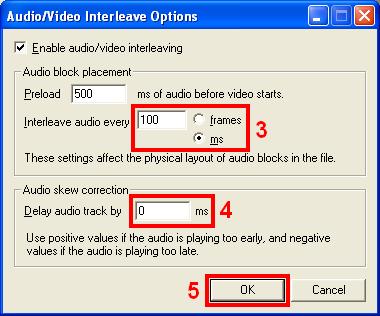 Audio/Video Interleave Options
Enable audio/video interleaving
Audio block placement
Preload 500 ms of audio before video starts.
Interleave audio every 100 frames 3
ms
These settings affect the physical layout of audio blocks in the file.
Audio skew correction
Delay audio track by 0 ms 4
Use positive values if the audio is playing too early, and negative
values if the audio is playing too late.
5 OK Cancel